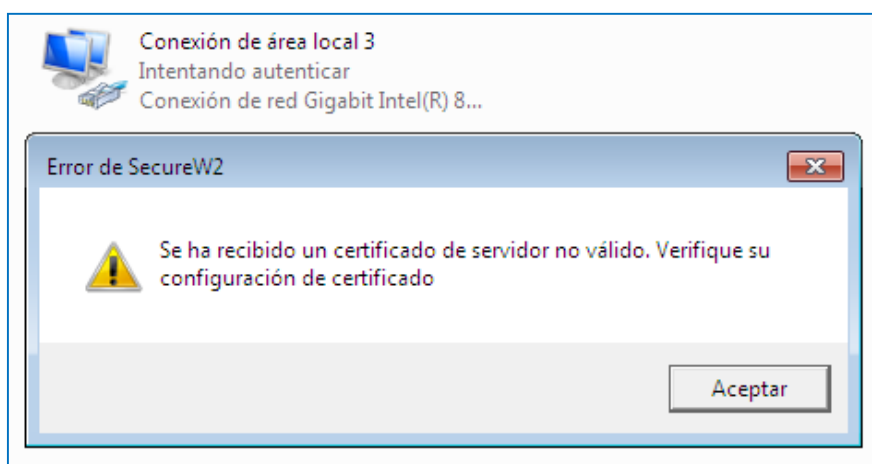 Conexión de área local 3
Intentando autenticar
Conexión de red Gigabit Intel(R) 8...
Error de SecureW2
Se ha recibido un certificado de servidor no válido. Verifique su
configuración de certificado
Aceptar